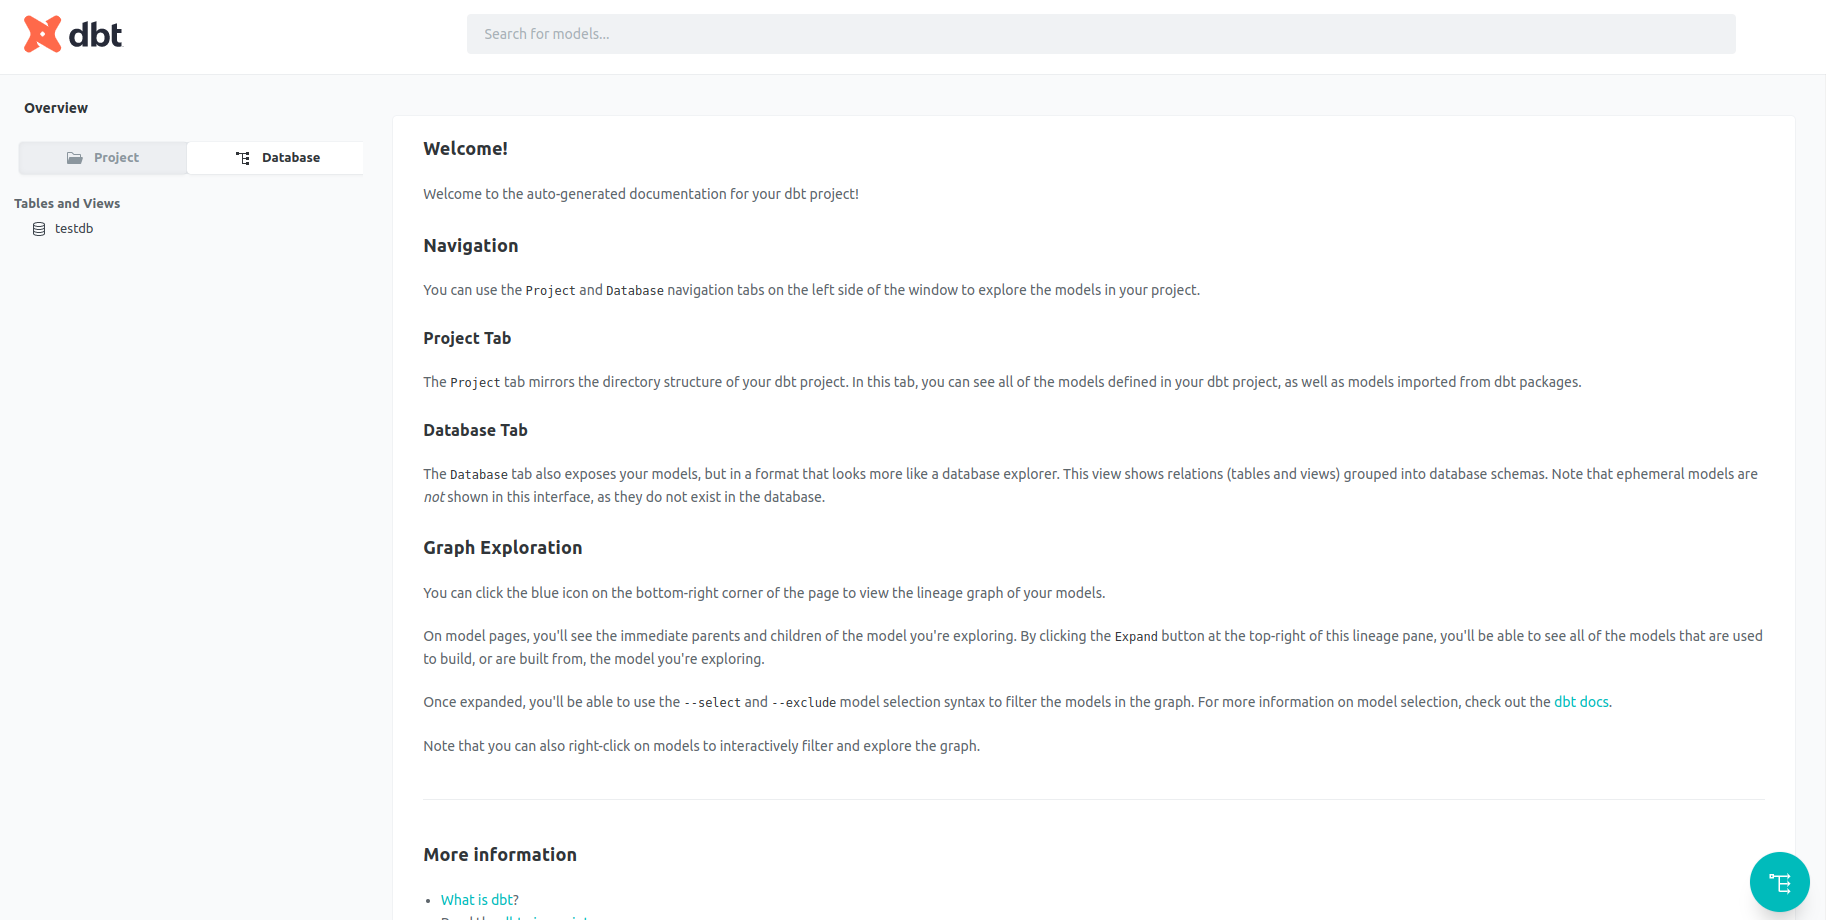 dbt
Search for models...
Overview
Project
Database
Tables and Views
testdb
Welcome!
Welcome to the auto-generated documentation for your dbt project!
Navigation
You can use the Project and Database navigation tabs on the left side of the window to explore the models in your project.
Project Tab
The Project tab mirrors the directory structure of your dbt project. In this tab, you can see all of the models defined in your dbt project, as well as models imported from dbt packages.
Database Tab
The Database tab also exposes your models, but in a format that looks more like a database explorer. This view shows relations (tables and views) grouped into database schemas. Note that ephemeral models are
not shown in this interface, as they do not exist in the database.
Graph Exploration
You can click the blue icon on the bottom-right corner of the page to view the lineage graph of your models.
On model pages, you'll see the immediate parents and children of the model you're exploring. By clicking the Expand button at the top-right of this lineage pane, you'll be able to see all of the models that are used
to build, or are built from, the model you're exploring.
Once expanded, you'll be able to use the --select and --exclude model selection syntax to filter the models in the graph. For more information on model selection, check out the dbt docs.
Note that you can also right-click on models to interactively filter and explore the graph.
More information
• What is dbt?